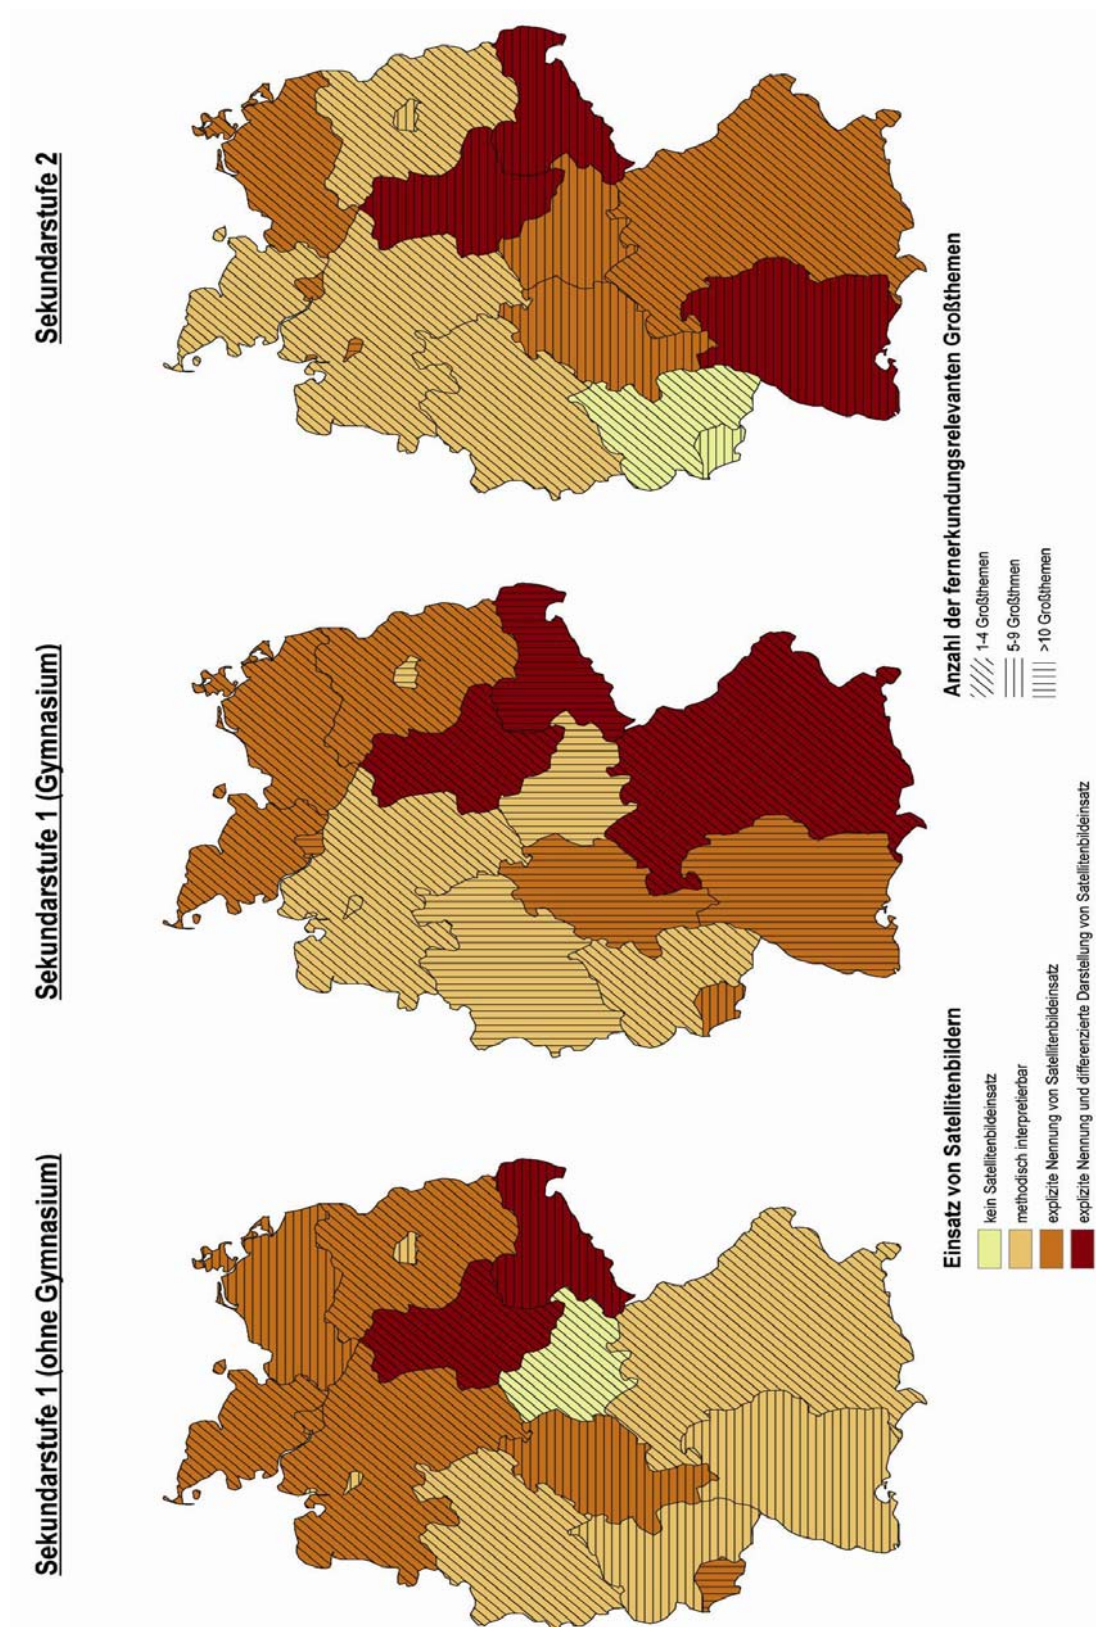 Sekundarstufe 1 (ohne Gymnasium)
Sekundarstufe 1 (Gymnasium)
Sekundarstufe 2
Einsatz von Satellitenbildern
kein Satellitenbildeinsatz
methodisch interpretierbar
explizite Nennung von Satellitenbildeinsatz
explizite Nennung und differenzierte Darstellung von Satellitenbildeinsatz
Anzahl der fernerkundungsrelevanten Großthemen
1-4 Großthemen
5-9 Großthmen
>10 Großthemen